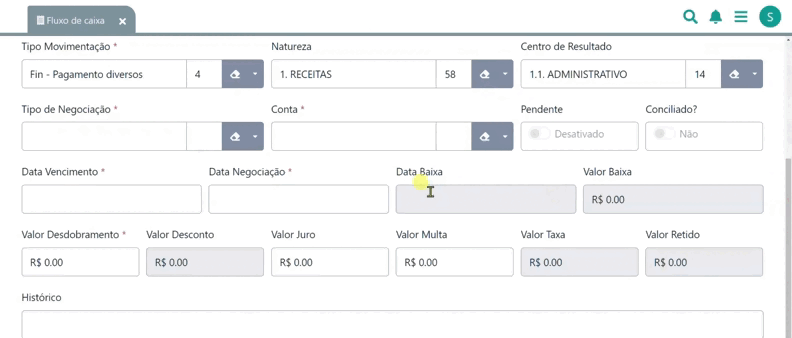 Fluxo de caixa S
Tipo Movimentação * Natureza Centro de Resultado
Fin - Pagamento diversos 4 1. RECEITAS 58 1.1. ADMINISTRATIVO 14
Tipo de Negociação * Conta * Pendente Conciliado?
Desativado Não
Data Vencimento * Data Negociação * Data Baixa Valor Baixa
R$ 0.00
Valor Desdobramento * Valor Desconto Valor Juro Valor Multa Valor Taxa Valor Retido
R$ 0.00 R$ 0.00 R$ 0.00 R$ 0.00 R$ 0.00 R$ 0.00
Histórico